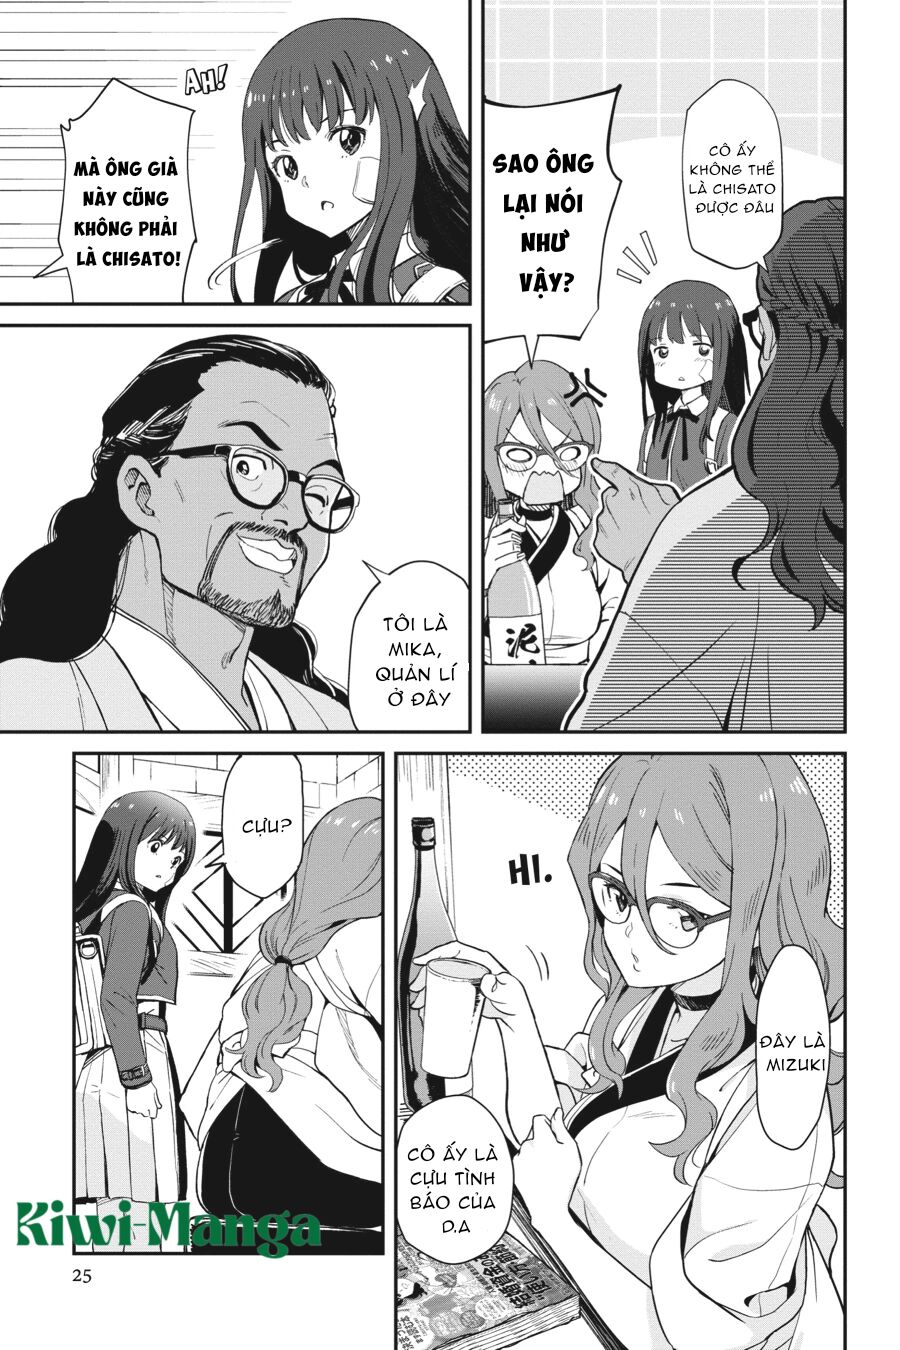 CÔ ẤY
KHÔNG THỂ
LÀ CHISATO
ĐƯỢC ĐÂU
SAO ÔNG
LẠI NÓI
NHƯ
VẬY?
泥
AH!
MÀ ÔNG GIÀ
NÀY CŨNG
KHÔNG PHẢI
LÀ CHISATO!
TÔI LÀ
MIKA,
QUẢN LÍ
Ở ĐÂY
HI.
ĐÂY LÀ
MIZUKI
CÔ ẤY LÀ
CỰU TÌNH
BÁO CỦA
D.A
CỰU?
Kiwi-Manga
25